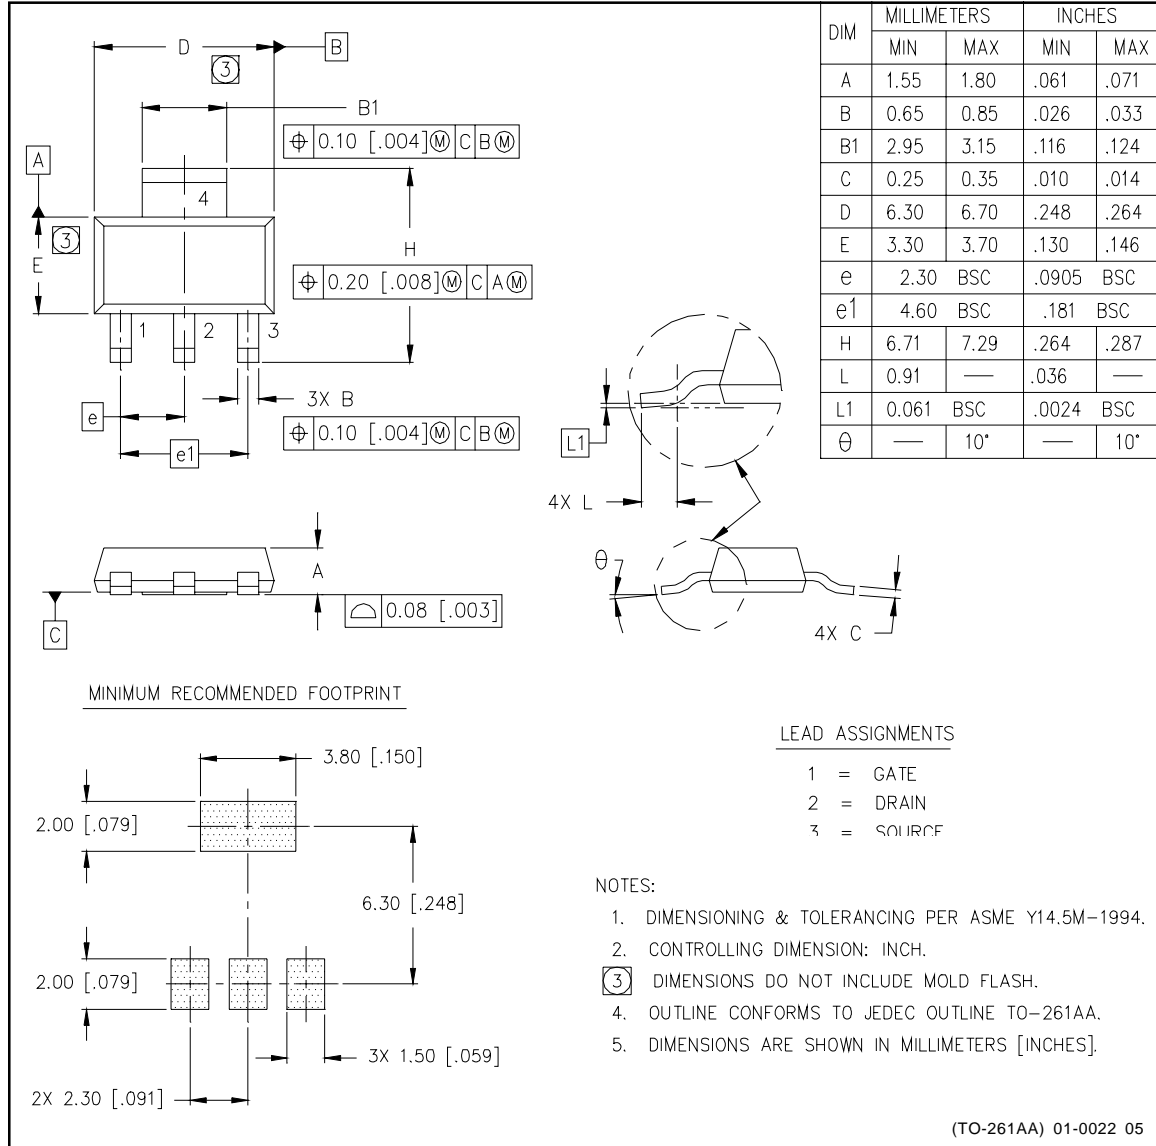 D
B
3
B1
⌖ 0.10 [.004]Ⓜ C BⓂ
A
4
3
E
H
⌖ 0.20 [.008]Ⓜ C AⓂ
1 2 3
3X B
e
⌖ 0.10 [.004]Ⓜ C BⓂ
e1
DIM MILLIMETERS INCHES
MIN MAX MIN MAX
A 1.55 1.80 .061 .071
B 0.65 0.85 .026 .033
B1 2.95 3.15 .116 .124
C 0.25 0.35 .010 .014
D 6.30 6.70 .248 .264
E 3.30 3.70 .130 .146
e 2.30 BSC .0905 BSC
e1 4.60 BSC .181 BSC
H 6.71 7.29 .264 .287
L 0.91 — .036 —
L1 0.061 BSC .0024 BSC
θ — 10° — 10°
L1
4X L
A
C
⌓ 0.08 [.003]
θ
4X C
MINIMUM RECOMMENDED FOOTPRINT
3.80 [.150]
2.00 [.079]
6.30 [.248]
2.00 [.079]
3X 1.50 [.059]
2X 2.30 [.091]
LEAD ASSIGNMENTS
1 = GATE
2 = DRAIN
3 = SOURCE
NOTES:
1. DIMENSIONING & TOLERANCING PER ASME Y14.5M-1994.
2. CONTROLLING DIMENSION: INCH.
3 DIMENSIONS DO NOT INCLUDE MOLD FLASH.
4. OUTLINE CONFORMS TO JEDEC OUTLINE TO-261AA.
5. DIMENSIONS ARE SHOWN IN MILLIMETERS [INCHES].
(TO-261AA) 01-0022 05